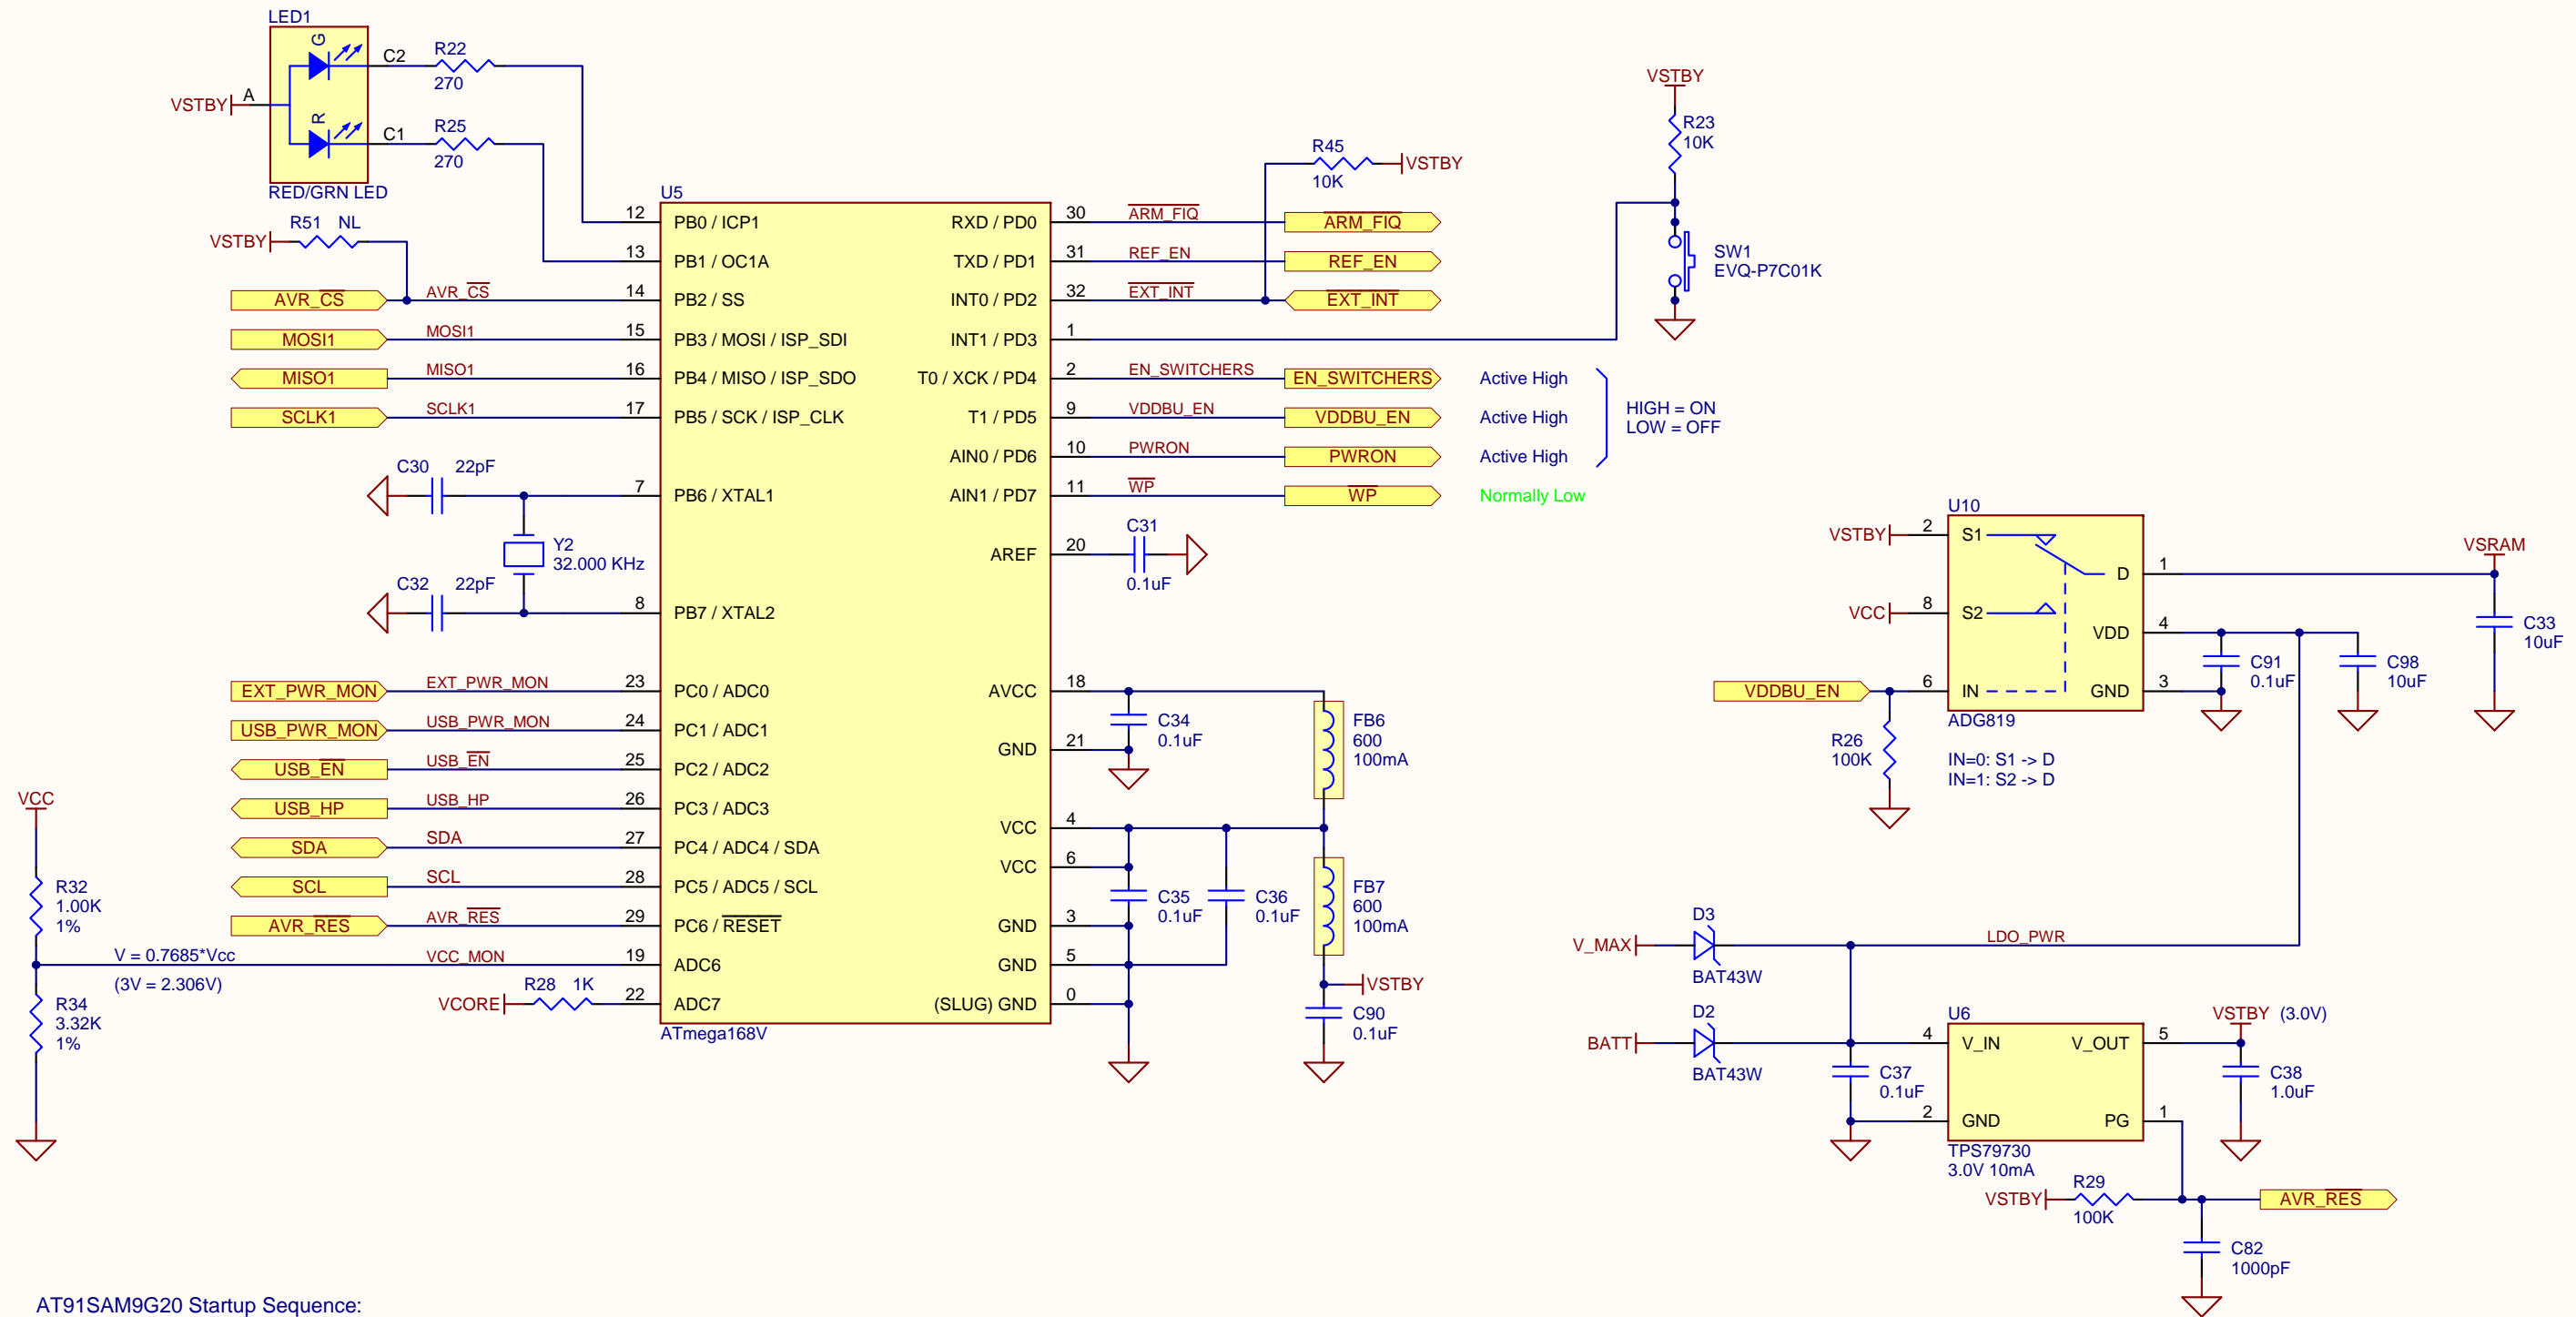 LED1
G
R
A
C2
C1
VSTBY
RED/GRN LED
R22
270
R25
270
R51 NL
VSTBY
AVR_CS
AVR_CS
MOSI1
MOSI1
MISO1
MISO1
SCLK1
SCLK1
C30 22pF
C32 22pF
Y2
32.000 KHz
EXT_PWR_MON
EXT_PWR_MON
USB_PWR_MON
USB_PWR_MON
USB_EN
USB_EN
USB_HP
USB_HP
SDA
SDA
SCL
SCL
AVR_RES
AVR_RES
VCC
R32
1.00K
1%
V = 0.7685*Vcc
(3V = 2.306V)
VCC_MON
R34
3.32K
1%
VCORE
R28 1K
U5
12 PB0 / ICP1
13 PB1 / OC1A
14 PB2 / SS
15 PB3 / MOSI / ISP_SDI
16 PB4 / MISO / ISP_SDO
17 PB5 / SCK / ISP_CLK
7 PB6 / XTAL1
8 PB7 / XTAL2
23 PC0 / ADC0
24 PC1 / ADC1
25 PC2 / ADC2
26 PC3 / ADC3
27 PC4 / ADC4 / SDA
28 PC5 / ADC5 / SCL
29 PC6 / RESET
19 ADC6
22 ADC7
RXD / PD0 30
TXD / PD1 31
INT0 / PD2 32
INT1 / PD3 1
T0 / XCK / PD4 2
T1 / PD5 9
AIN0 / PD6 10
AIN1 / PD7 11
AREF 20
AVCC 18
GND 21
VCC 4
VCC 6
GND 3
GND 5
(SLUG) GND 0
ATmega168V
R45
10K
VSTBY
ARM_FIQ
ARM_FIQ
REF_EN
REF_EN
EXT_INT
EXT_INT
EN_SWITCHERS
EN_SWITCHERS
Active High
VDDBU_EN
VDDBU_EN
Active High
PWRON
PWRON
Active High
WP
WP
Normally Low
HIGH = ON
LOW = OFF
VSTBY
R23
10K
SW1
EVQ-P7C01K
C31
0.1uF
C34
0.1uF
FB6
600
100mA
C35
0.1uF
C36
0.1uF
FB7
600
100mA
VSTBY
C90
0.1uF
U10
VSTBY
2 S1
VCC
8 S2
VDDBU_EN
6 IN
D 1
VDD 4
GND 3
ADG819
IN=0: S1 -> D
IN=1: S2 -> D
R26
100K
VSRAM
C33
10uF
C91
0.1uF
C98
10uF
V_MAX
D3
BAT43W
LDO_PWR
BATT
D2
BAT43W
C37
0.1uF
U6
4 V_IN
2 GND
V_OUT 5
PG 1
TPS79730
3.0V 10mA
VSTBY (3.0V)
C38
1.0uF
VSTBY
R29
100K
AVR_RES
C82
1000pF
AT91SAM9G20 Startup Sequence: